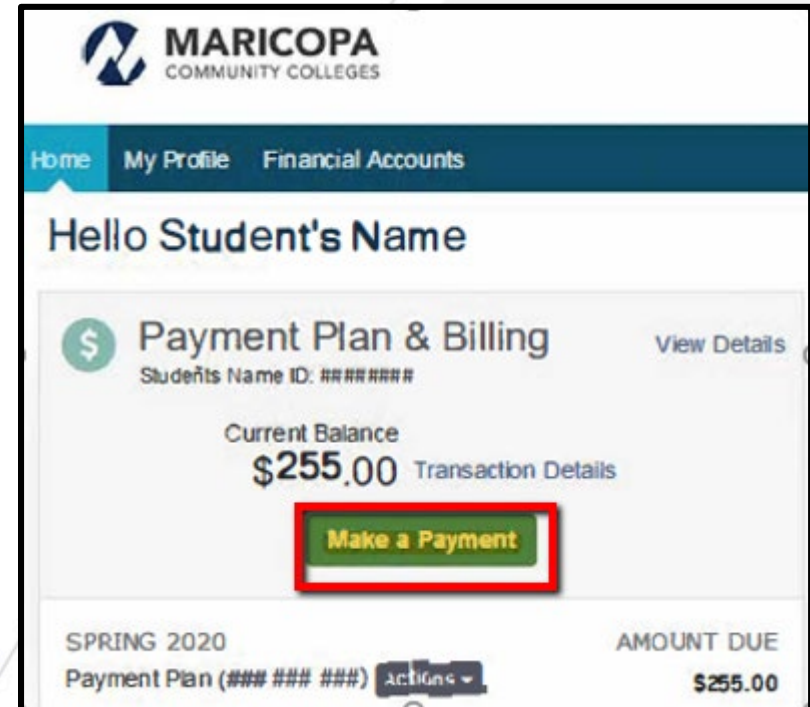 MARICOPA
COMMUNITY COLLEGES
Home My Profile Financial Accounts
Hello Student's Name
$ Payment Plan & Billing View Details
Studeñts Name ID: ########
Current Balance
$255.00 Transaction Details
Make a Payment
SPRING 2020 AMOUNT DUE
Payment Plan (### ### ###) Actions $255.00